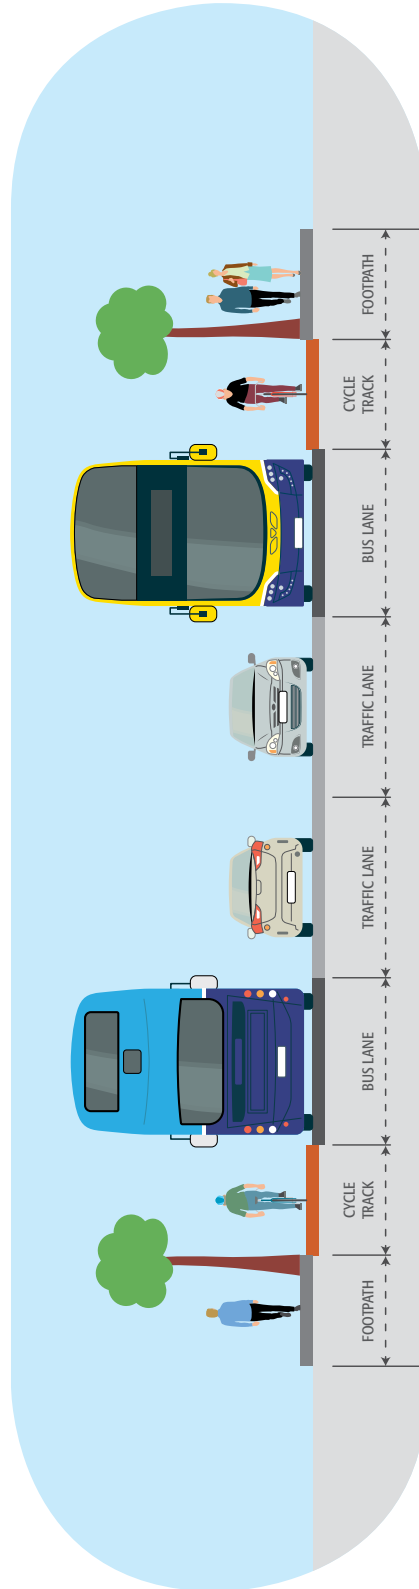 FOOTPATH
CYCLE
TRACK
BUS LANE
TRAFFIC LANE
TRAFFIC LANE
BUS LANE
CYCLE
TRACK
FOOTPATH